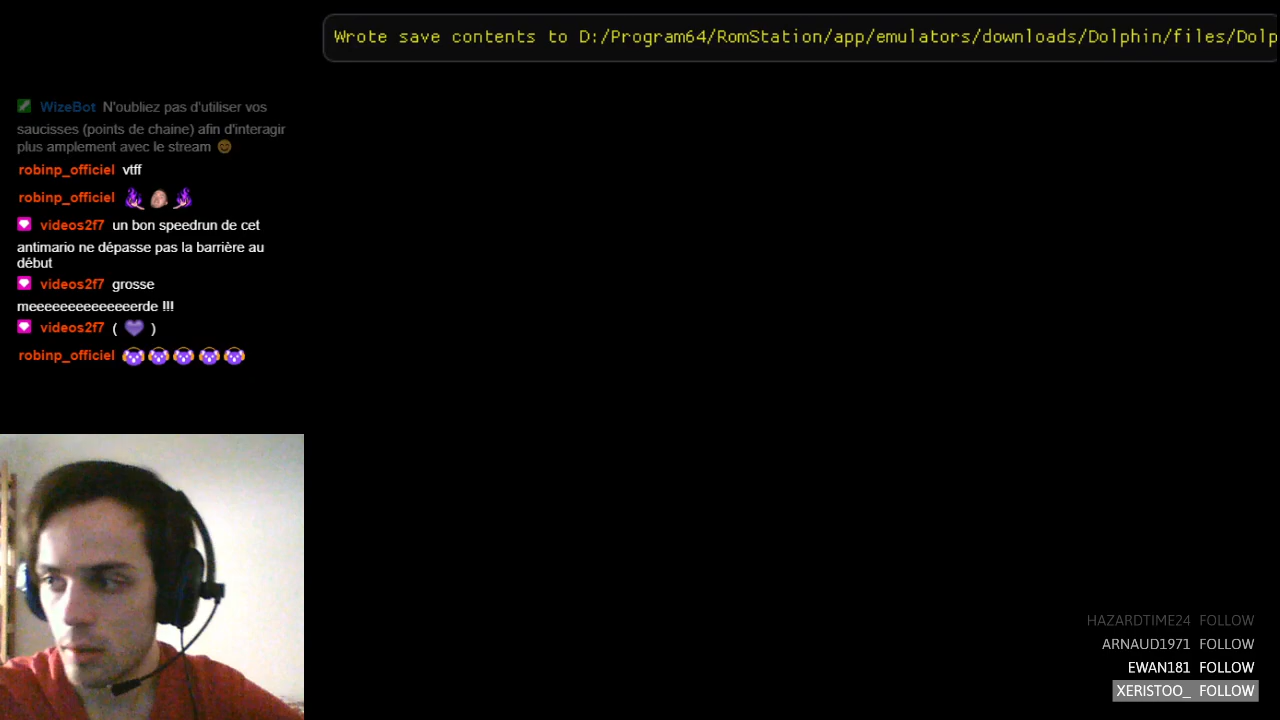 Wrote save contents to D:/Program64/RomStation/app/emulators/downloads/Dolphin/files/Dolp
WizeBot N'oubliez pas d'utiliser vos
saucisses (points de chaine) afin d'interagir
plus amplement avec le stream
robinp_officiel vtff
robinp_officiel
videos2f7 un bon speedrun de cet
antimario ne dépasse pas la barrière au
début
videos2f7 grosse
meeeeeeeeeeeeeerde !!!
videos2f7 ( )
robinp_officiel
HAZARDTIME24 FOLLOW
ARNAUD1971 FOLLOW
EWAN181 FOLLOW
XERISTOO_ FOLLOW